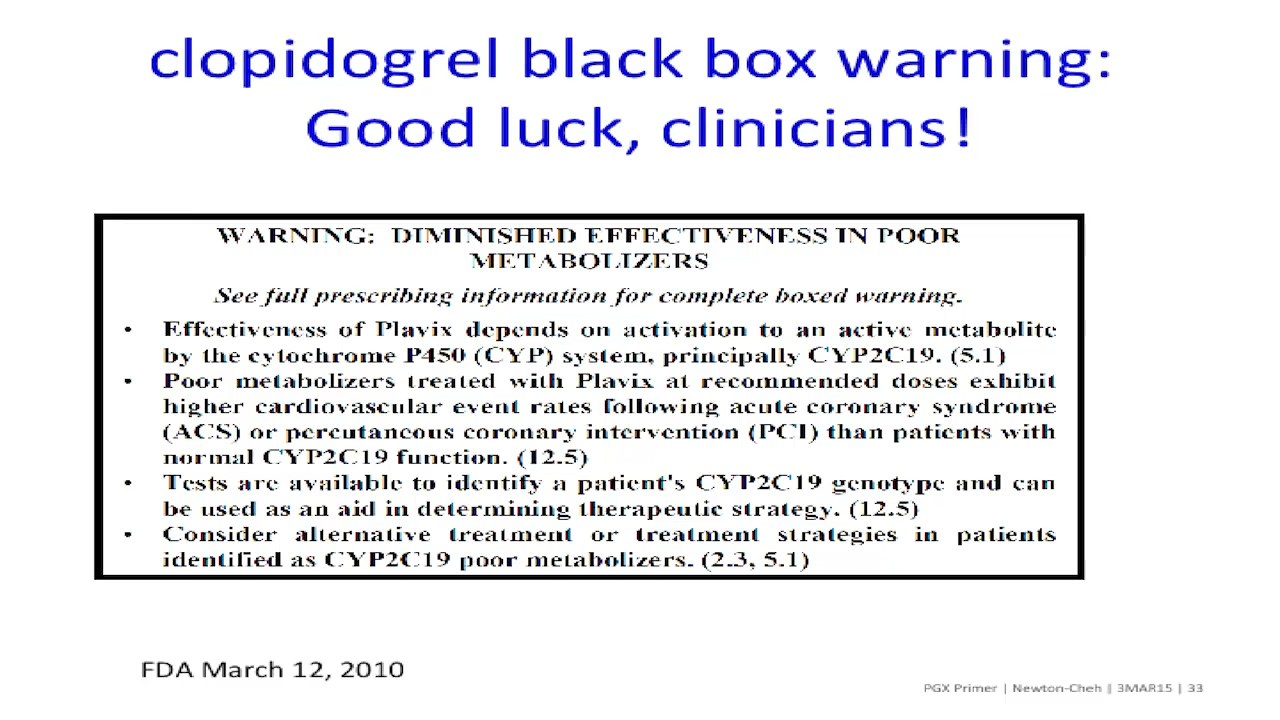 clopidogrel black box warning:
Good luck, clinicians!
WARNING: DIMINISHED EFFECTIVENESS IN POOR
METABOLIZERS
See full prescribing information for complete boxed warning.
• Effectiveness of Plavix depends on activation to an active metabolite
by the cytochrome P450 (CYP) system, principally CYP2C19. (5.1)
• Poor metabolizers treated with Plavix at recommended doses exhibit
higher cardiovascular event rates following acute coronary syndrome
(ACS) or percutaneous coronary intervention (PCI) than patients with
normal CYP2C19 function. (12.5)
• Tests are available to identify a patient's CYP2C19 genotype and can
be used as an aid in determining therapeutic strategy. (12.5)
• Consider alternative treatment or treatment strategies in patients
identified as CYP2C19 poor metabolizers. (2.3, 5.1)
FDA March 12, 2010
PGX Primer | Newton-Cheh | 3MAR15 | 33